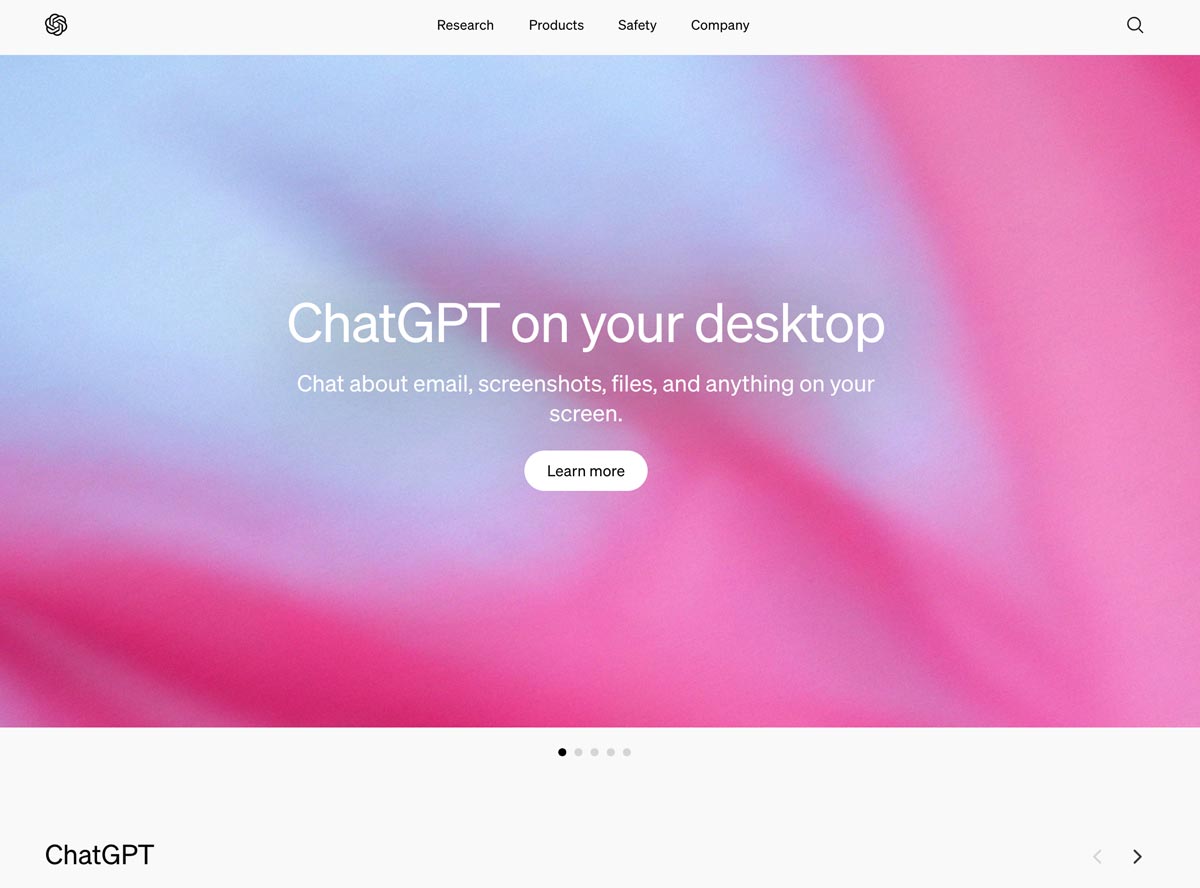 Research Products Safety Company
ChatGPT on your desktop
Chat about email, screenshots, files, and anything on your
screen.
Learn more
ChatGPT